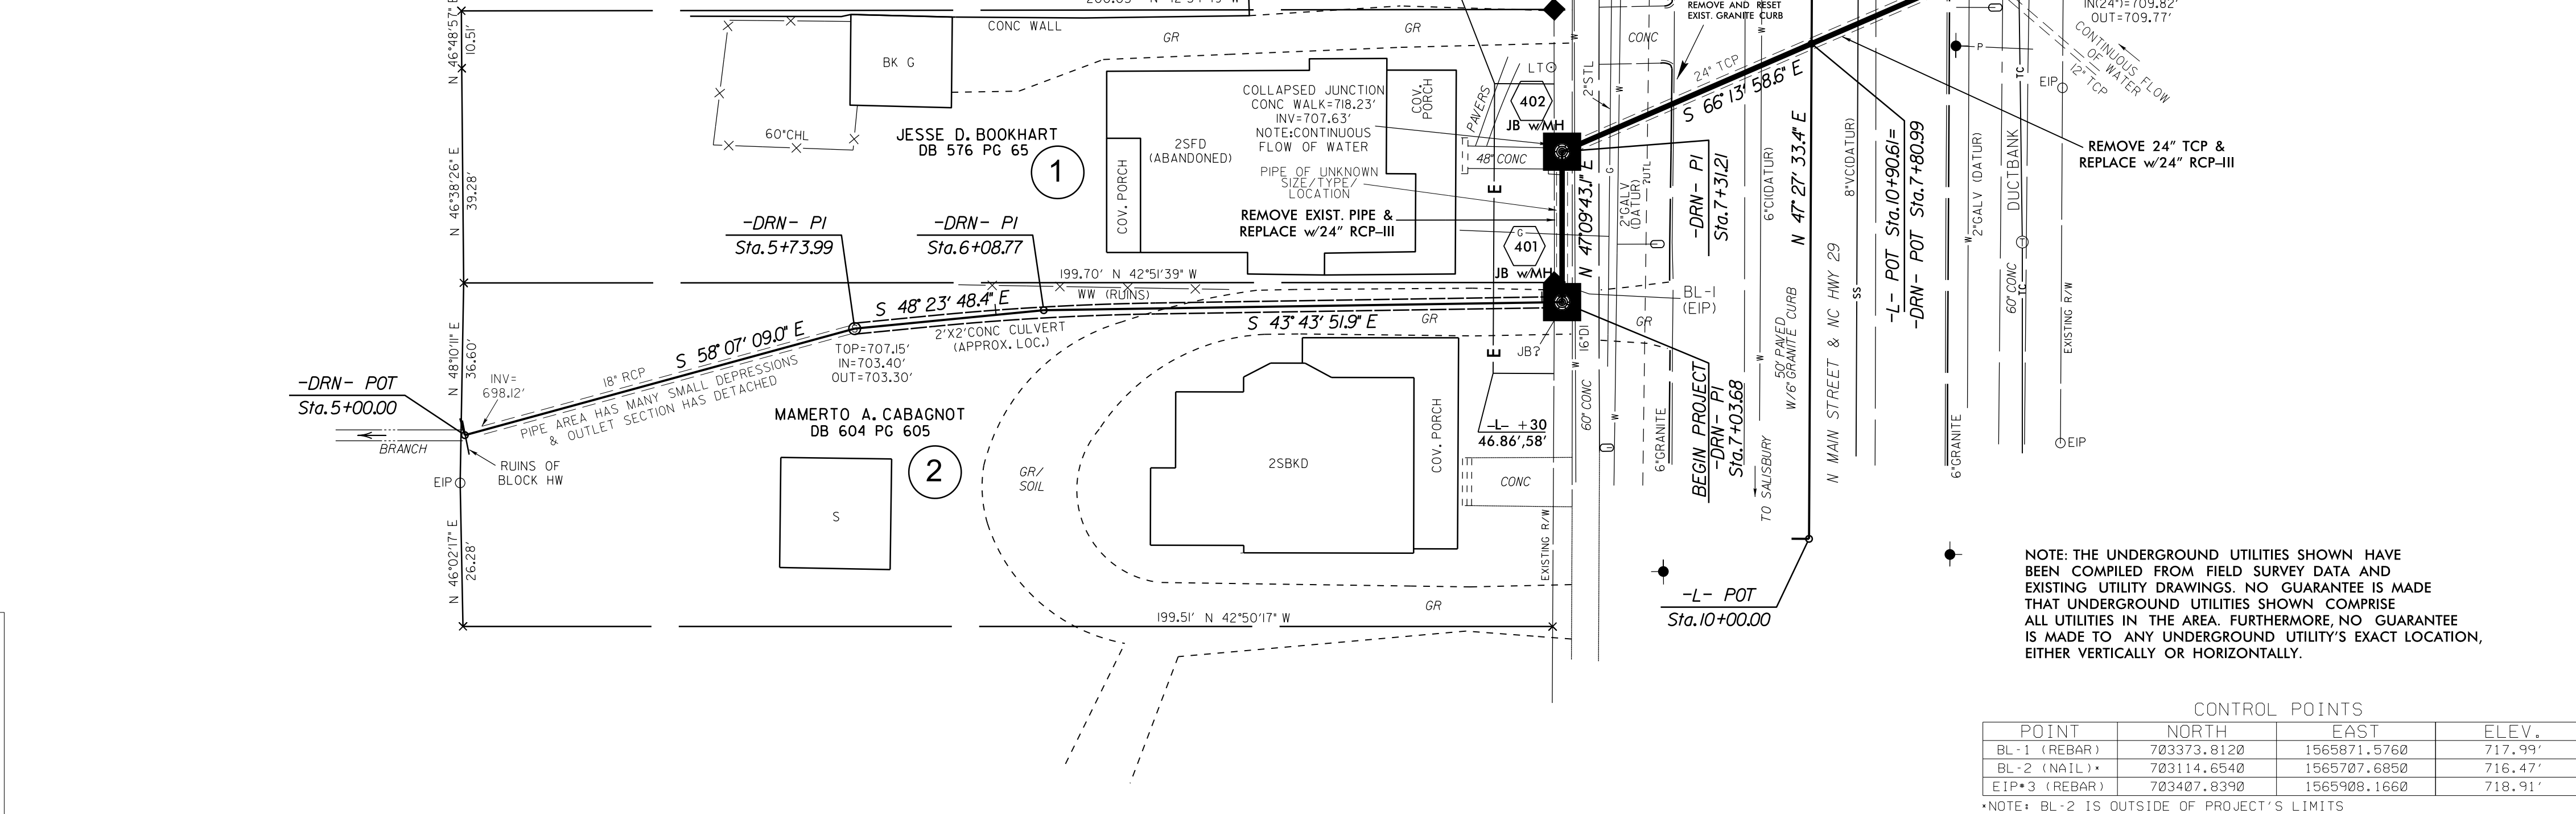 N 46°48'57" E
10.51'
CONC WALL
GR
GR
BK G
60"CHL
JESSE D. BOOKHART
DB 576 PG 65
1
2SFD
(ABANDONED)
COV. PORCH
COV. PORCH
COLLAPSED JUNCTION
CONC WALK=718.23'
INV=707.63'
NOTE:CONTINUOUS
FLOW OF WATER
PIPE OF UNKNOWN
SIZE/TYPE/
LOCATION
REMOVE EXIST. PIPE &
REPLACE w/24" RCP-III
PAVERS
LT
402
JB w/MH
48" CONC
E
G
401
JB w/MH
REMOVE AND RESET
EXIST. GRANITE CURB
CONC
2"STL
W
W
W
G
24" TCP
S 66° 13' 58.6" E
N 47°09'43.1" E
2"GALV
(DATUR)
?UTL
-DRN- PI
Sta.7+31.21
6"CI(DATUR)
N 47° 27' 33.4" E
8"VC(DATUR)
SS
-L- POT Sta.10+90.61=
-DRN- POT Sta.7+80.99
2"GALV (DATUR)
W
P
DUCTBANK
TC
TC
T
60" CONC
TC
EXISTING R/W
IN(24")=709.82'
OUT=709.77'
CONTINUOUS FLOW
OF WATER
12" TCP
EIP
REMOVE 24" TCP &
REPLACE w/24" RCP-III
N 46°38'26" E
39.28'
-DRN- PI
Sta.5+73.99
-DRN- PI
Sta.6+08.77
199.70' N 42°51'39" W
WW (RUINS)
S 48° 23' 48.4" E
2'X2'CONC CULVERT
(APPROX. LOC.)
S 43° 43' 51.9" E
GR
GR
BL-1
(EIP)
JB?
E
16"DI
S 58° 07' 09.0" E
TOP=707.15'
IN=703.40'
OUT=703.30'
18" RCP
PIPE AREA HAS MANY SMALL DEPRESSIONS
& OUTLET SECTION HAS DETACHED
INV=
698.12'
N 48°10'11" E
36.60'
-DRN- POT
Sta.5+00.00
BRANCH
RUINS OF
BLOCK HW
EIP
MAMERTO A. CABAGNOT
DB 604 PG 605
2
S
GR/
SOIL
2SBKD
COV. PORCH
-L- +30
46.86',58'
CONC
60" CONC
W
W
6"GRANITE
BEGIN PROJECT
-DRN- PI
Sta.7+03.68
W
TO SALISBURY
50' PAVED
W/6" GRANITE CURB
N MAIN STREET & NC HWY 29
6"GRANITE
EIP
N 46°02'17" E
26.28'
199.51' N 42°50'17" W
GR
EXISTING R/W
-L- POT
Sta.10+00.00
NOTE: THE UNDERGROUND UTILITIES SHOWN HAVE
BEEN COMPILED FROM FIELD SURVEY DATA AND
EXISTING UTILITY DRAWINGS. NO GUARANTEE IS MADE
THAT UNDERGROUND UTILITIES SHOWN COMPRISE
ALL UTILITIES IN THE AREA. FURTHERMORE, NO GUARANTEE
IS MADE TO ANY UNDERGROUND UTILITY'S EXACT LOCATION,
EITHER VERTICALLY OR HORIZONTALLY.
CONTROL POINTS
POINT NORTH EAST ELEV.
BL-1 (REBAR) 703373.8120 1565871.5760 717.99'
BL-2 (NAIL)* 703114.6540 1565707.6850 716.47'
EIP#3 (REBAR) 703407.8390 1565908.1660 718.91'
*NOTE: BL-2 IS OUTSIDE OF PROJECT'S LIMITS